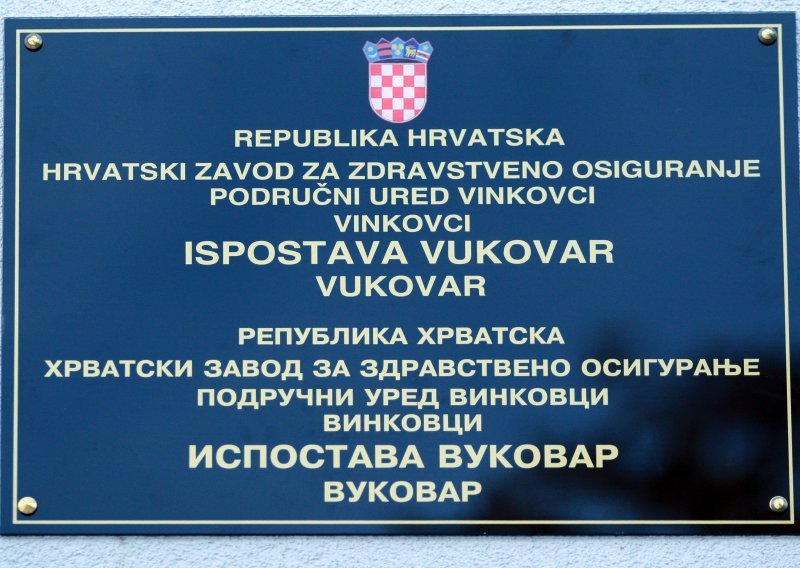 REPUBLIKA HRVATSKA
HRVATSKI ZAVOD ZA ZDRAVSTVENO OSIGURANJE
PODRUČNI URED VINKOVCI
VINKOVCI
ISPOSTAVA VUKOVAR
VUKOVAR
РЕПУБЛИКА ХРВАТСКА
ХРВАТСКИ ЗАВОД ЗА ЗДРАВСТВЕНО ОСИГУРАЊЕ
ПОДРУЧНИ УРЕД ВИНКОВЦИ
ВИНКОВЦИ
ИСПОСТАВА ВУКОВАР
ВУКОВАР